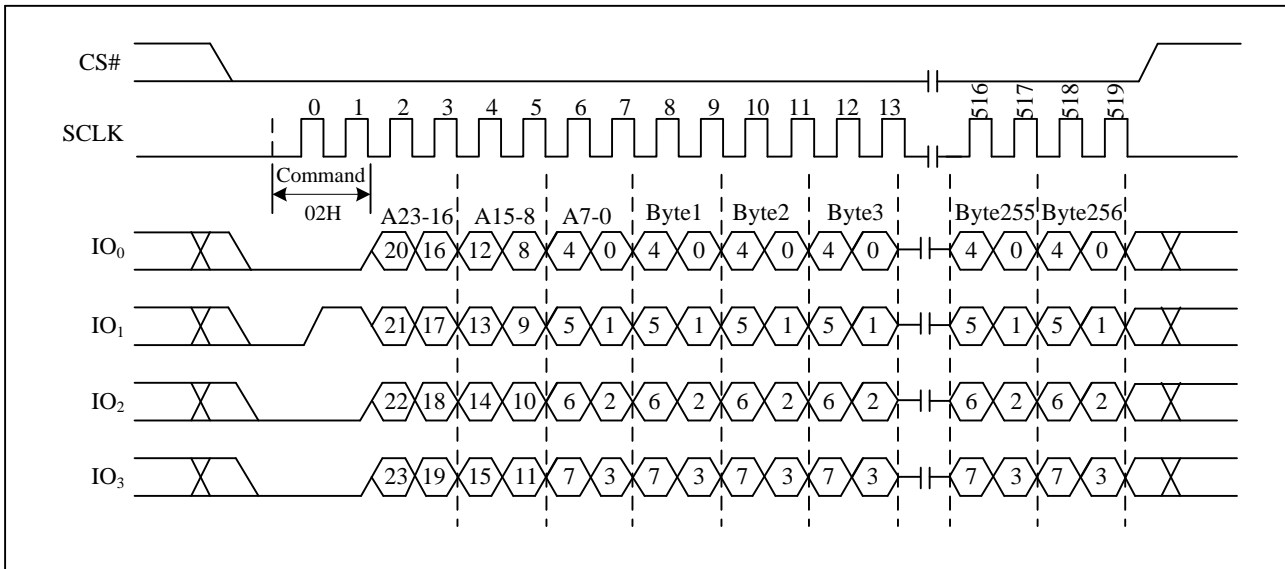 CS#
0 1 2 3 4 5 6 7 8 9 10 11 12 13 516 517 518 519
SCLK
Command
02H
A23-16 A15-8 A7-0 Byte1 Byte2 Byte3 Byte255 Byte256
IO0 20 16 12 8 4 0 4 0 4 0 4 0 4 0 4 0
IO1 21 17 13 9 5 1 5 1 5 1 5 1 5 1 5 1
IO2 22 18 14 10 6 2 6 2 6 2 6 2 6 2 6 2
IO3 23 19 15 11 7 3 7 3 7 3 7 3 7 3 7 3